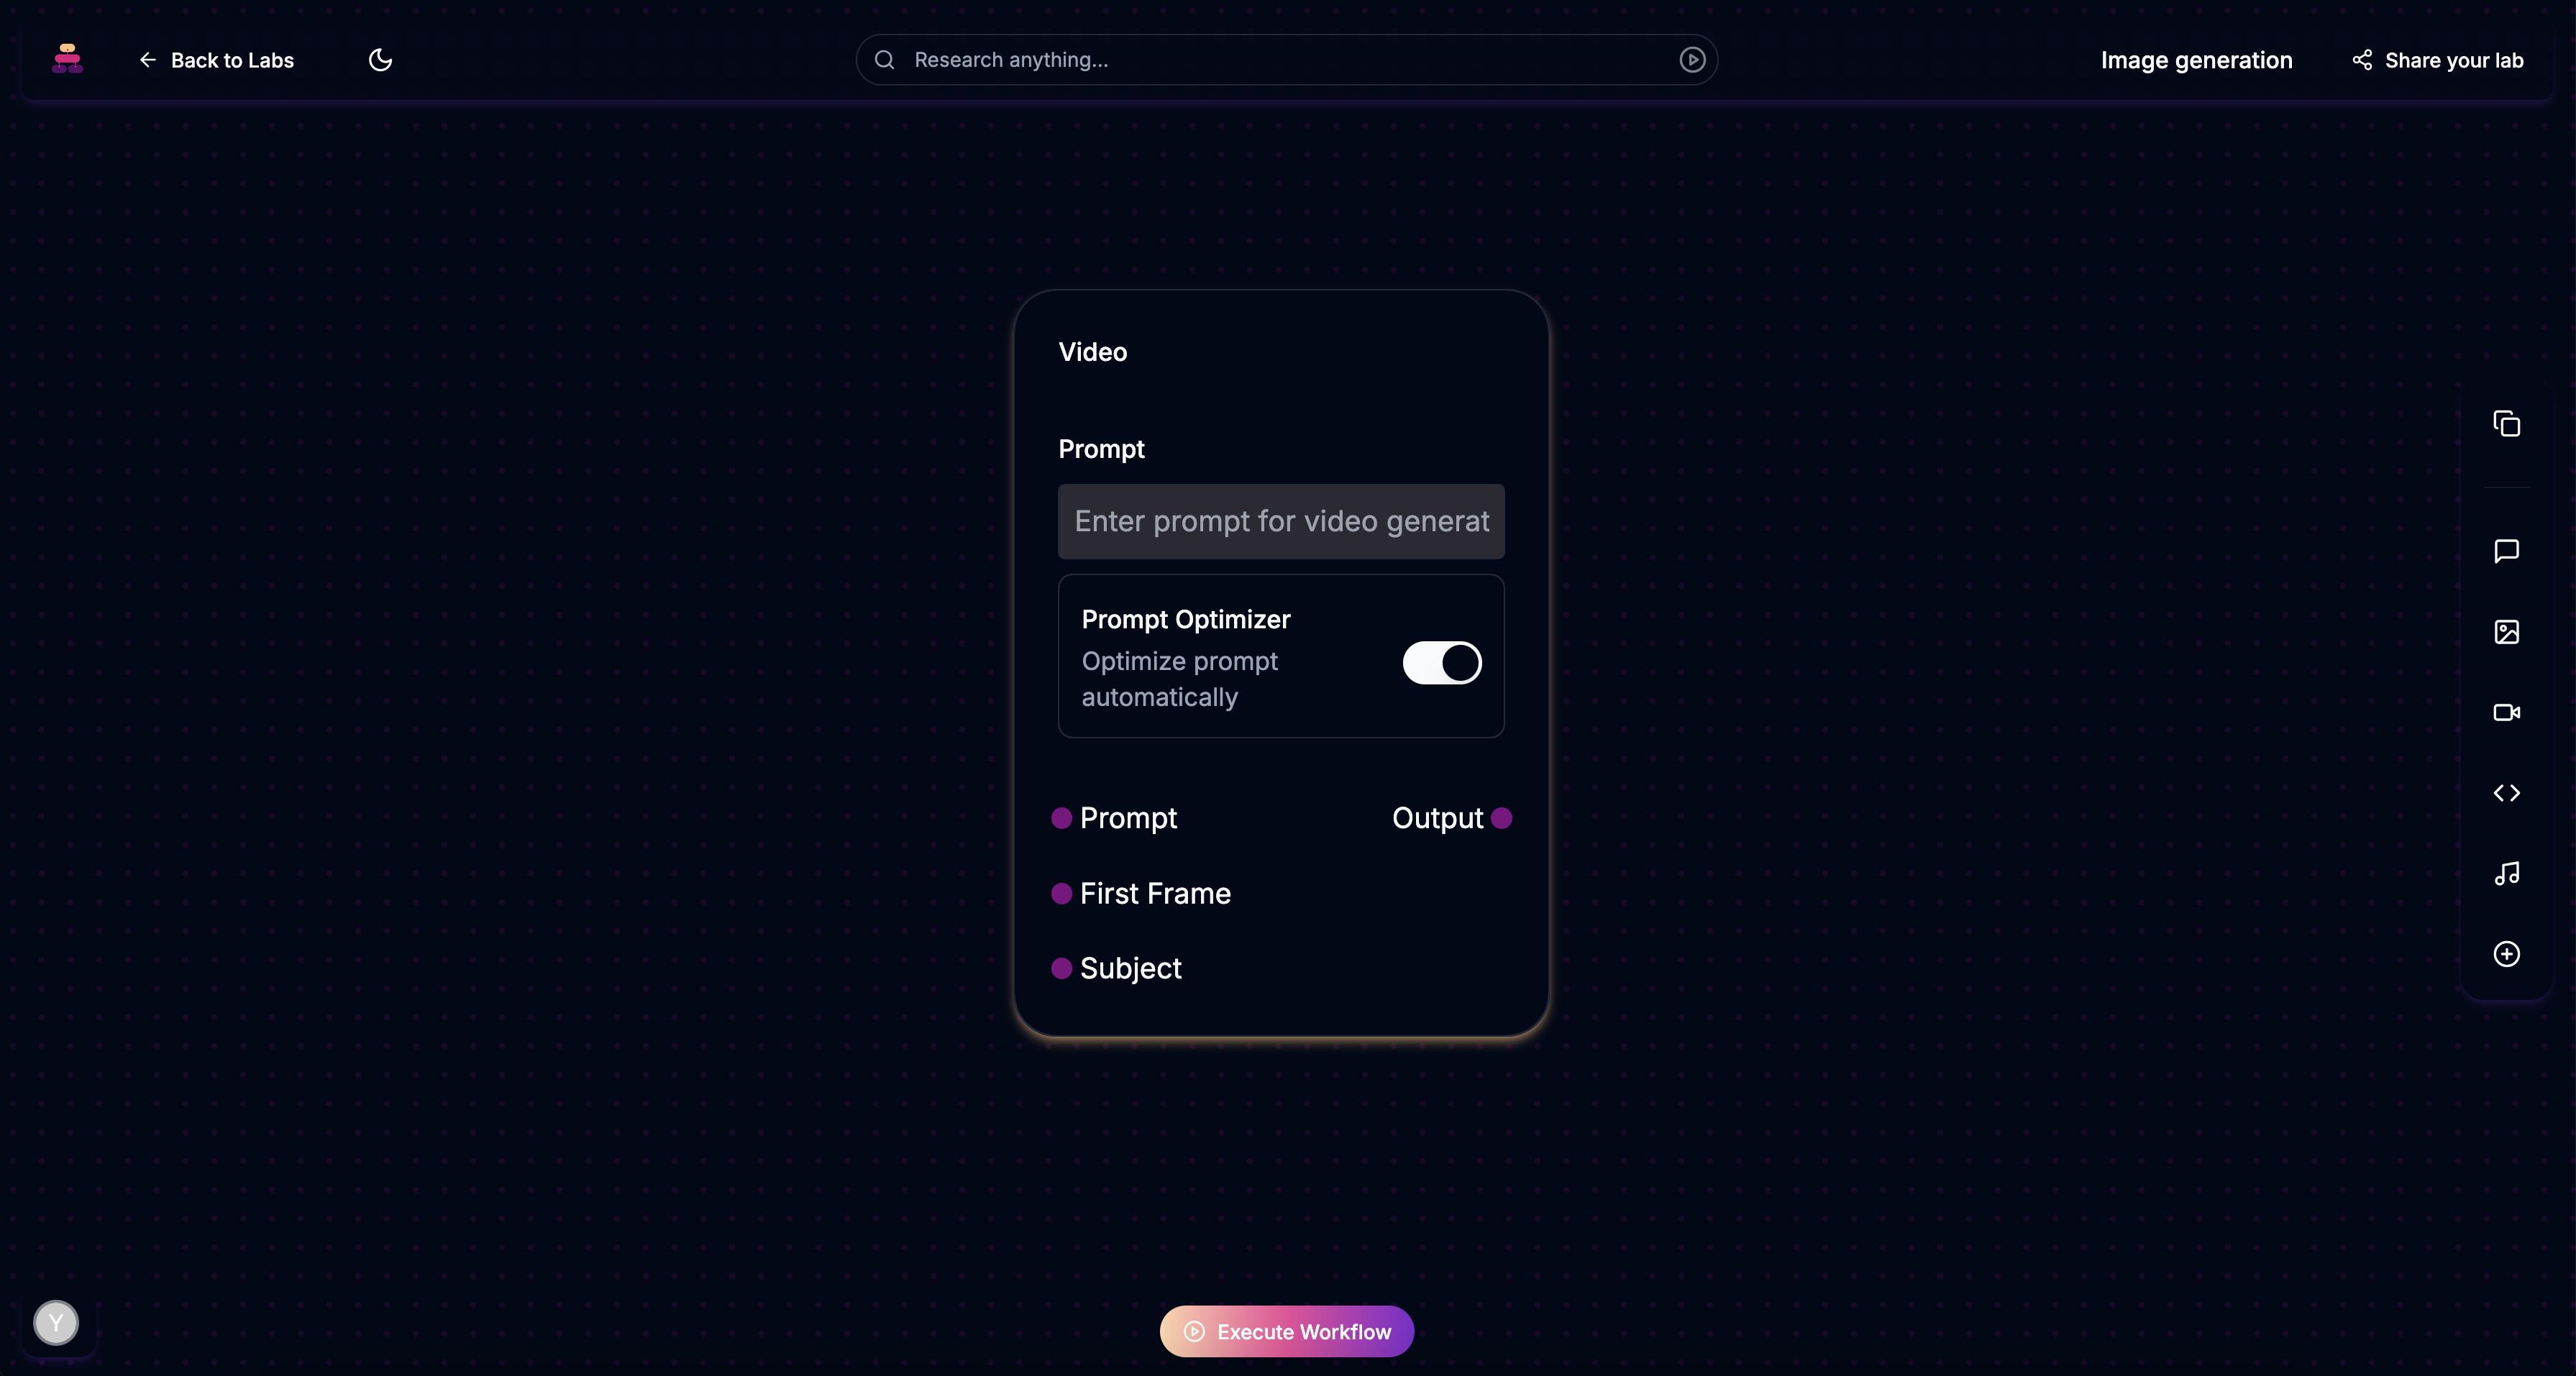 Back to Labs
Research anything...
Image generation
Share your lab
Video
Prompt
Enter prompt for video generat
Prompt Optimizer
Optimize prompt
automatically
Prompt
Output
First Frame
Subject
Y
Execute Workflow